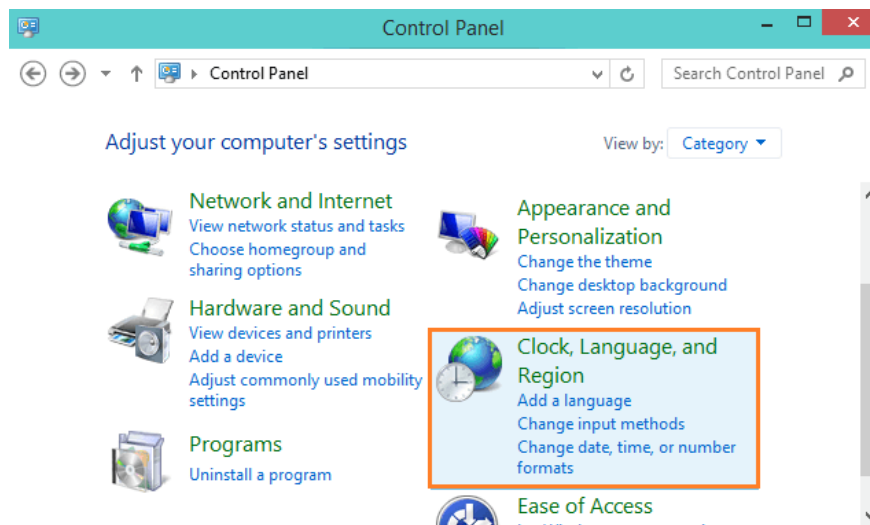 Control Panel
Control Panel
Search Control Panel
Adjust your computer's settings
View by: Category
Network and Internet
View network status and tasks
Choose homegroup and
sharing options
Hardware and Sound
View devices and printers
Add a device
Adjust commonly used mobility
settings
Programs
Uninstall a program
Appearance and
Personalization
Change the theme
Change desktop background
Adjust screen resolution
Clock, Language, and
Region
Add a language
Change input methods
Change date, time, or number
formats
Ease of Access